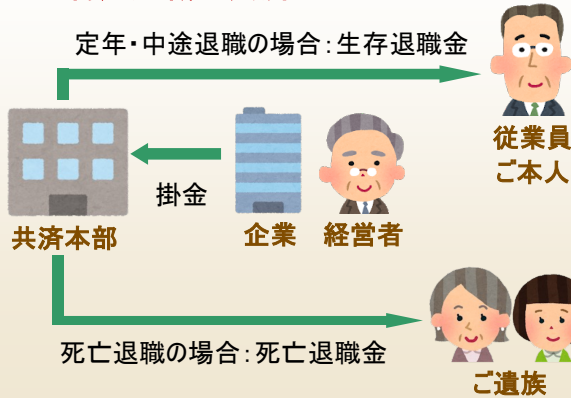 定年・中途退職の場合：生存退職金
従業員
ご本人
掛金
共済本部
企業
経営者
死亡退職の場合：死亡退職金
ご遺族